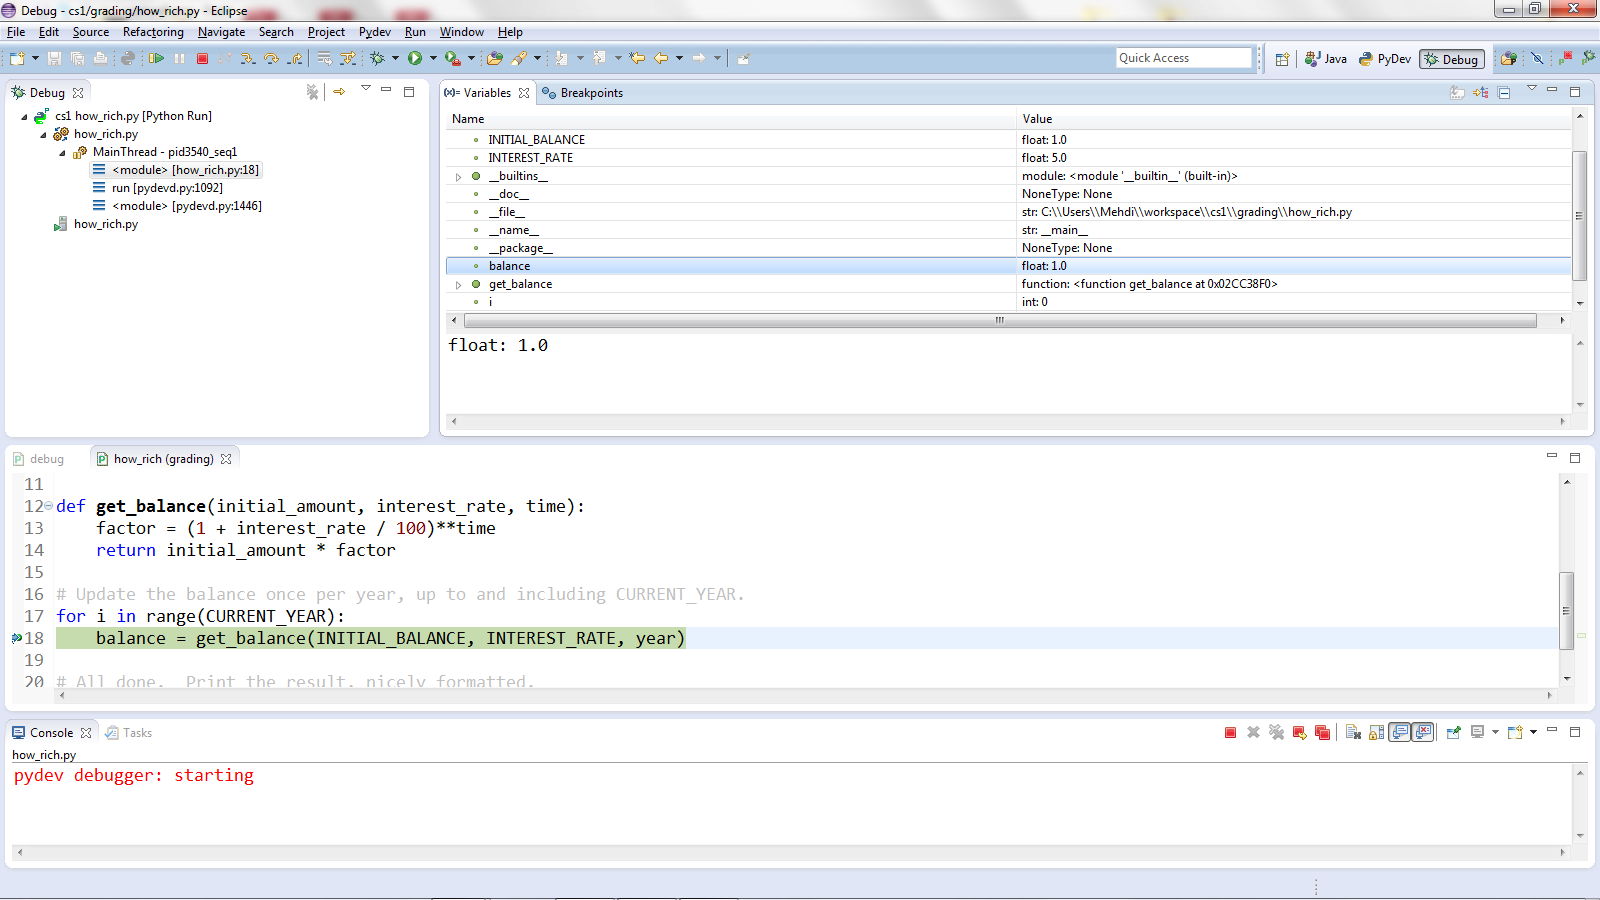 Debug - cs1/grading/how_rich.py - Eclipse
File Edit Source Refactoring Navigate Search Project Pydev Run Window Help
Quick Access
Java
PyDev
Debug
Debug
cs1 how_rich.py [Python Run]
how_rich.py
MainThread - pid3540_seq1
<module> [how_rich.py:18]
run [pydevd.py:1092]
<module> [pydevd.py:1446]
how_rich.py
(x)= Variables
Breakpoints
Name Value
INITIAL_BALANCE float: 1.0
INTEREST_RATE float: 5.0
__builtins__ module: <module '__builtin__' (built-in)>
__doc__ NoneType: None
__file__ str: C:\\Users\\Mehdi\\workspace\\cs1\\grading\\how_rich.py
__name__ str: __main__
__package__ NoneType: None
balance float: 1.0
get_balance function: <function get_balance at 0x02CC38F0>
i int: 0
float: 1.0
debug
how_rich (grading)
11
12 def get_balance(initial_amount, interest_rate, time):
13 factor = (1 + interest_rate / 100)**time
14 return initial_amount * factor
15
16 # Update the balance once per year, up to and including CURRENT_YEAR.
17 for i in range(CURRENT_YEAR):
18 balance = get_balance(INITIAL_BALANCE, INTEREST_RATE, year)
19
20 # All done. Print the result, nicely formatted.
Console
Tasks
how_rich.py
pydev debugger: starting